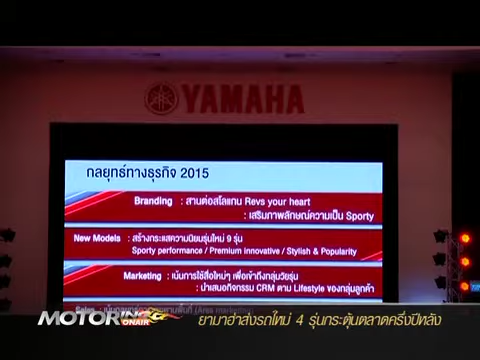 YAMAHA
กลยุทธ์ทางธุรกิจ 2015
Branding : สานต่อสโลแกน Revs your heart
: เสริมภาพลักษณ์ความเป็น Sporty
New Models : สร้างกระแสความนิยมรุ่นใหม่ 9 รุ่น
Sporty performance / Premium innovative / Stylish & Popularity
Marketing : เน้นการใช้สื่อใหม่ๆ เพื่อเข้าถึงกลุ่มวัยรุ่น
: นำเสนอกิจกรรม CRM ตาม Lifestyle ของกลุ่มลูกค้า
Sales
MOTORING ONAIR
ยามาฮ่าส่งรถใหม่ 4 รุ่นกระตุ้นตลาดครึ่งปีหลัง